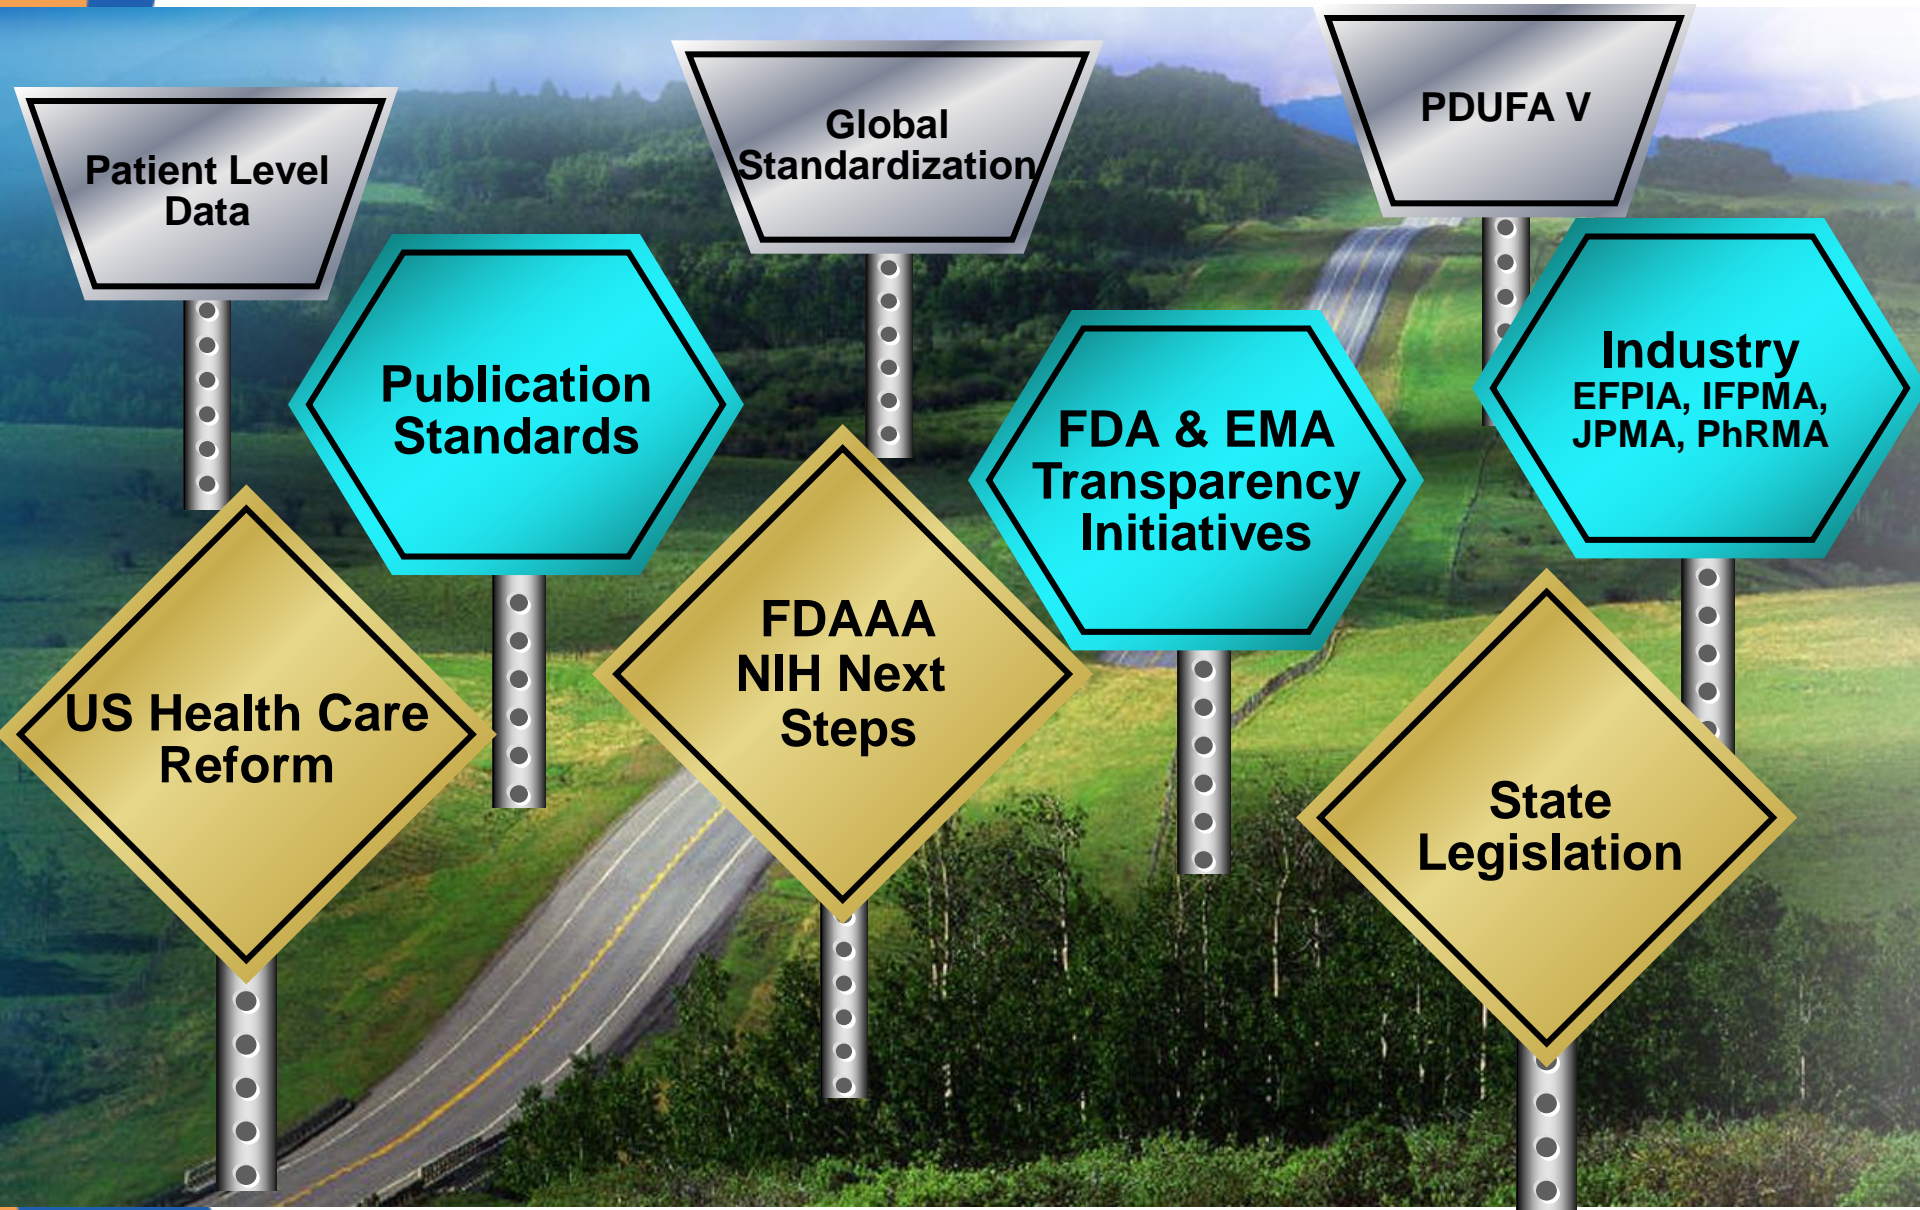 Patient Level
Data
Global
Standardization
PDUFA V
Publication
Standards
FDA & EMA
Transparency
Initiatives
Industry
EFPIA, IFPMA,
JPMA, PhRMA
US Health Care
Reform
FDAAA
NIH Next
Steps
State
Legislation